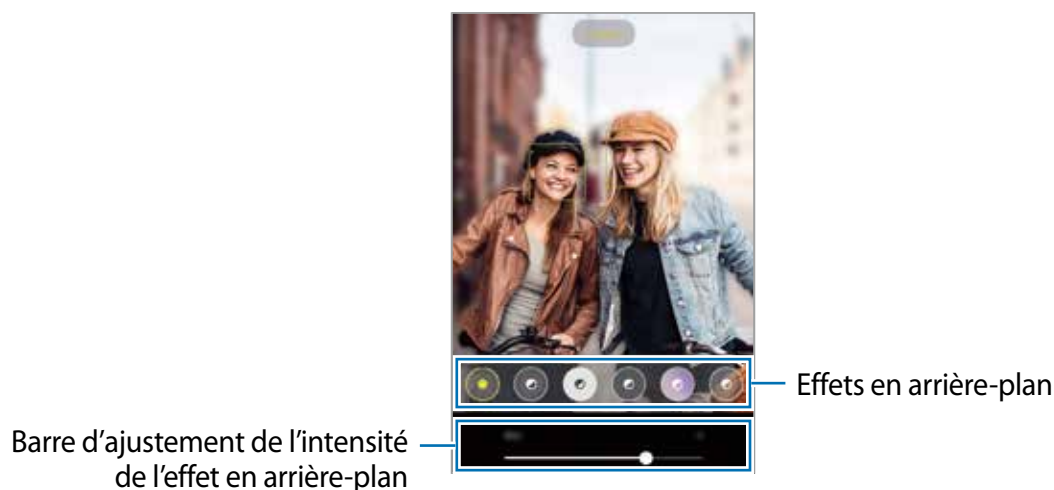 Effets en arrière-plan
Barre d’ajustement de l’intensité
de l’effet en arrière-plan